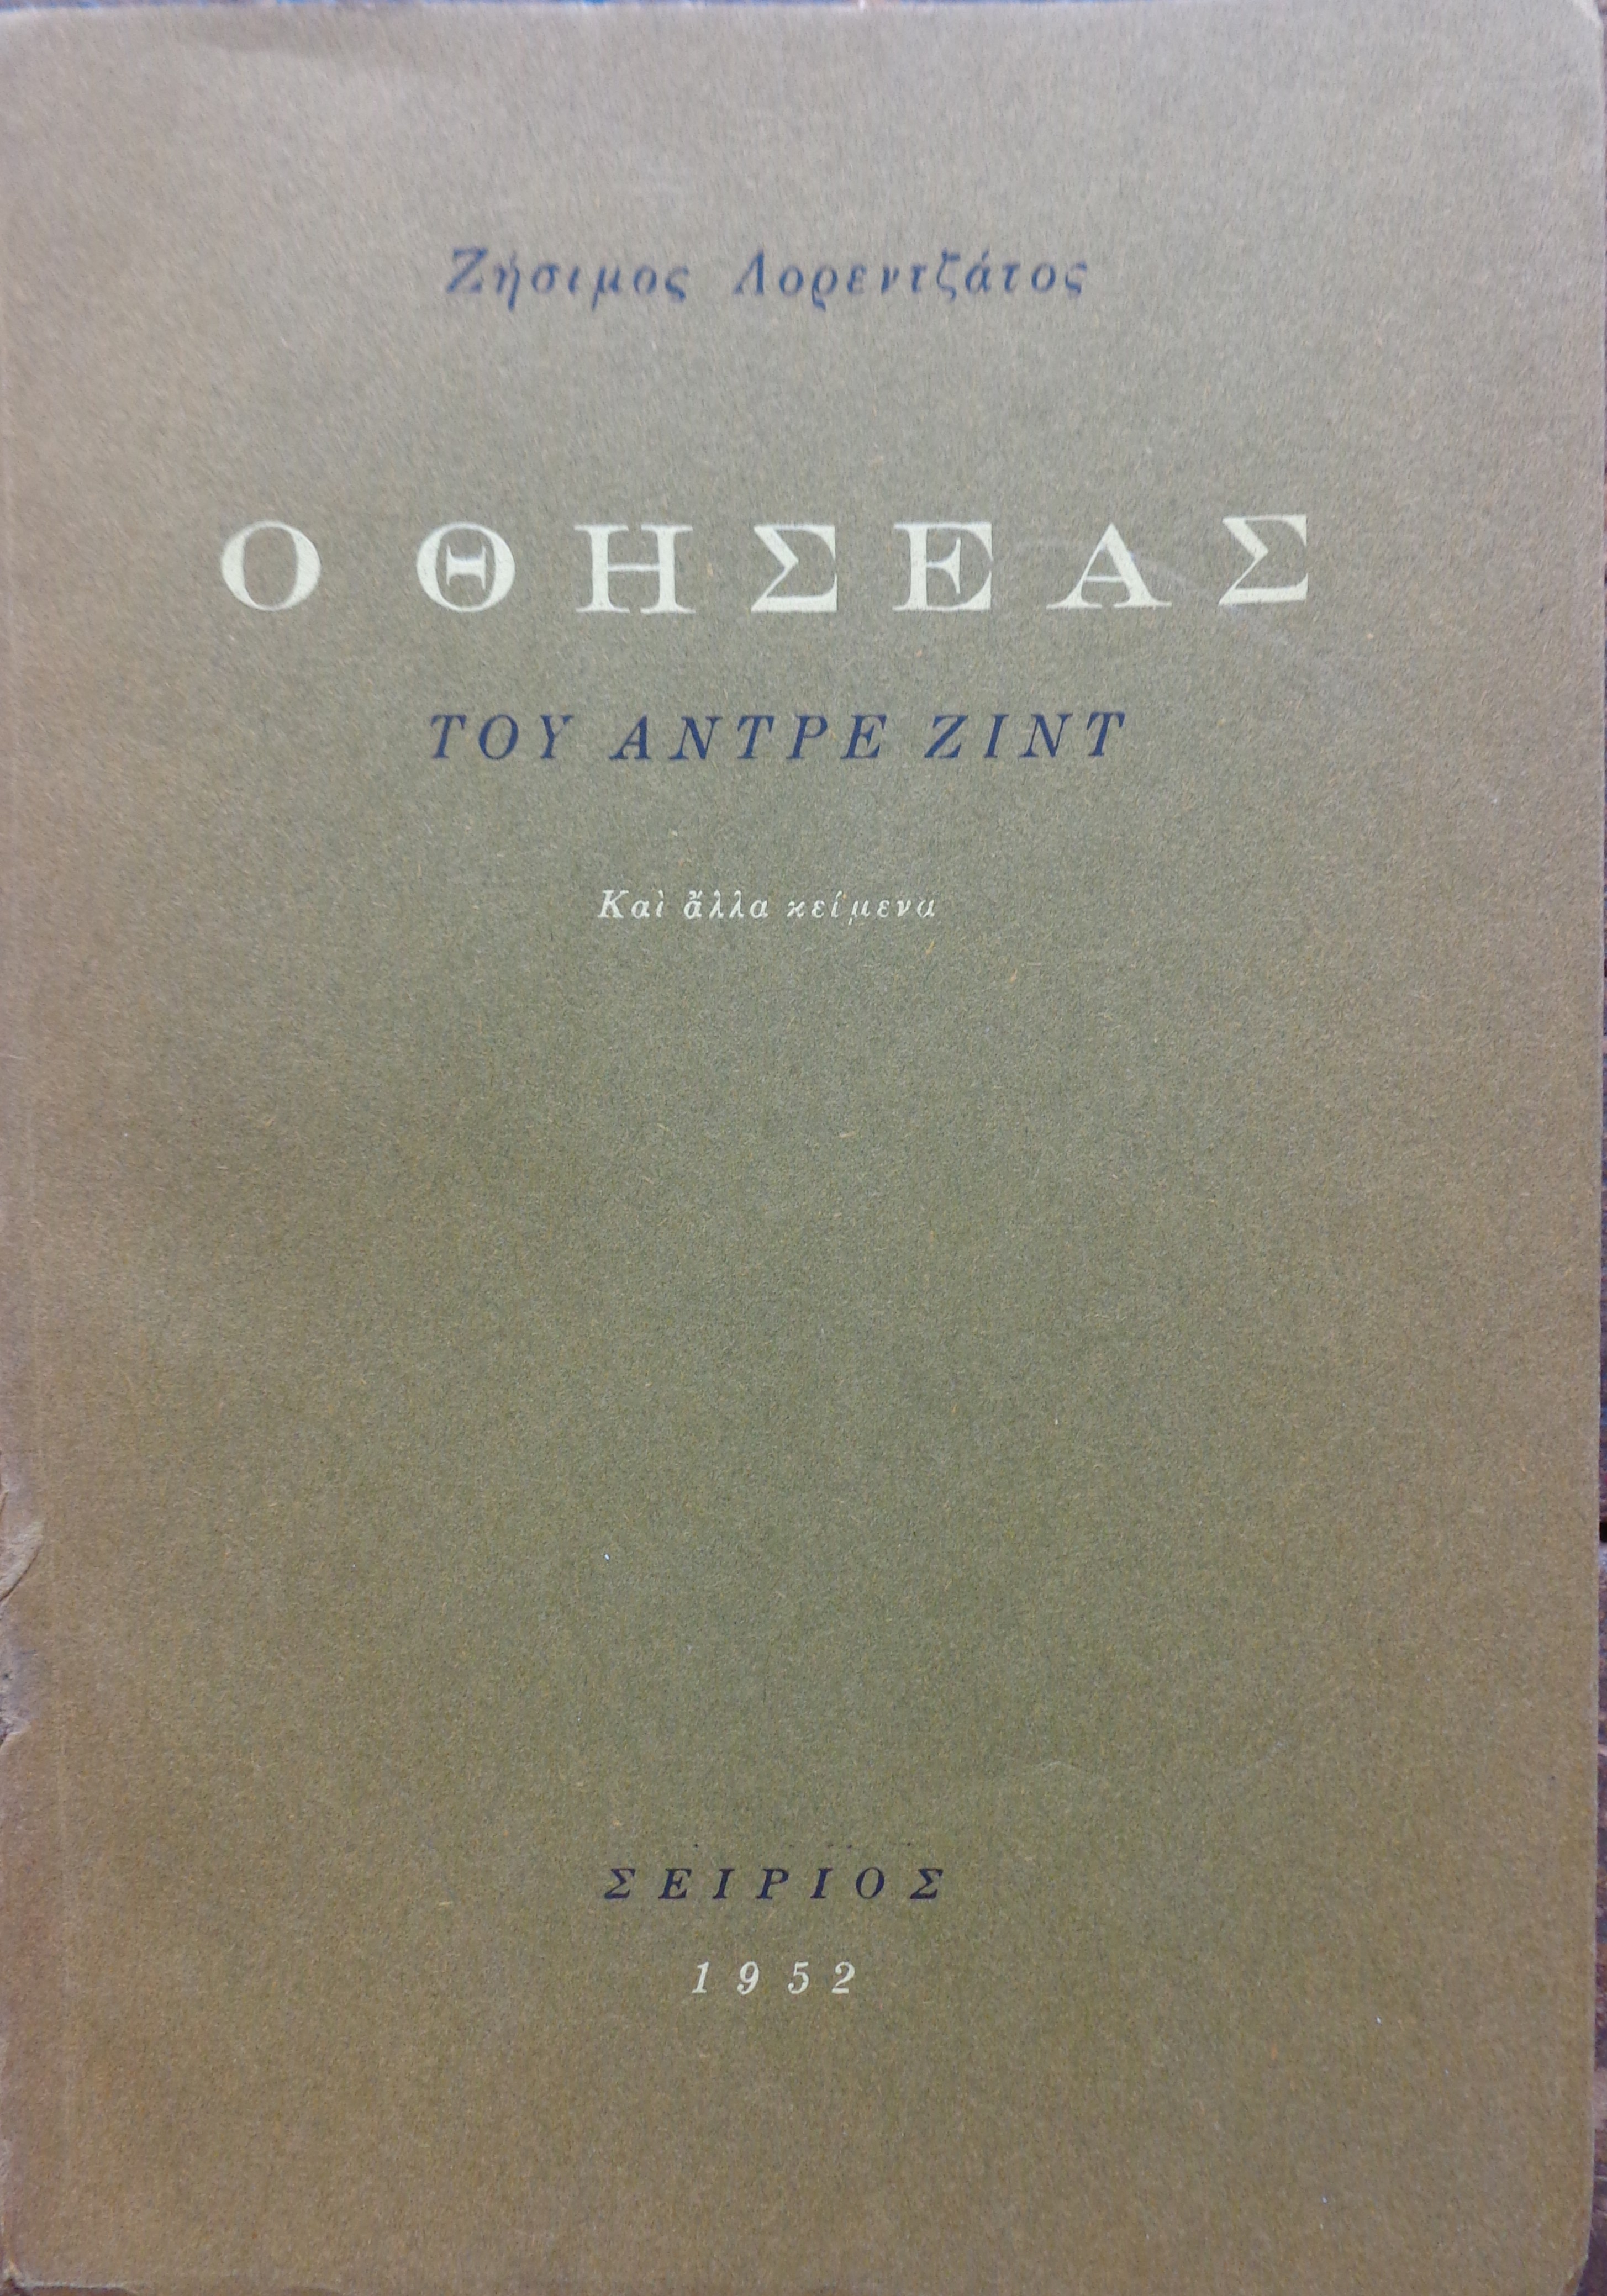 Ζήσιμος Λορεντζάτος
Ο ΘΗΣΕΑΣ
ΤΟΥ ΑΝΤΡΕ ΖΙΝΤ
Καὶ ἄλλα κείμενα
ΣΕΙΡΙΟΣ
1952